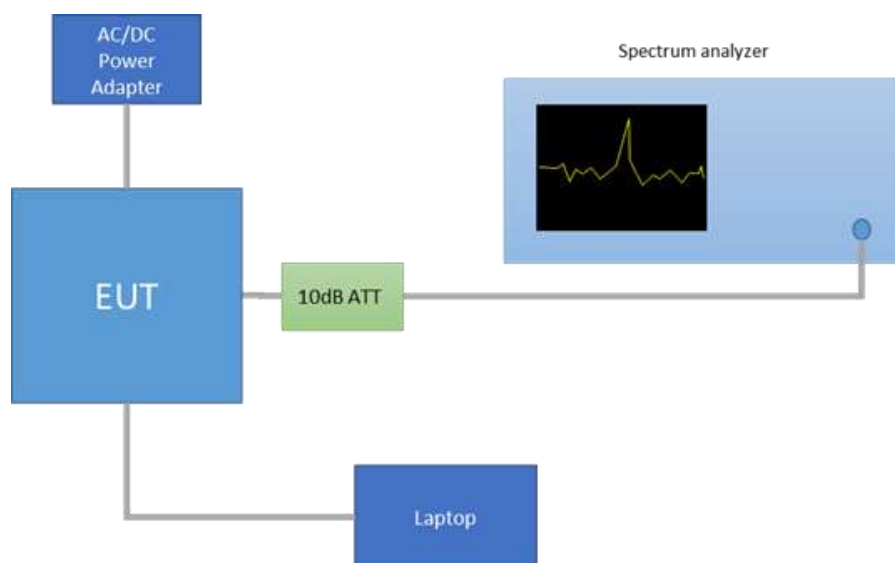 AC/DC
Power
Adapter
Spectrum analyzer
EUT
10dB ATT
Laptop